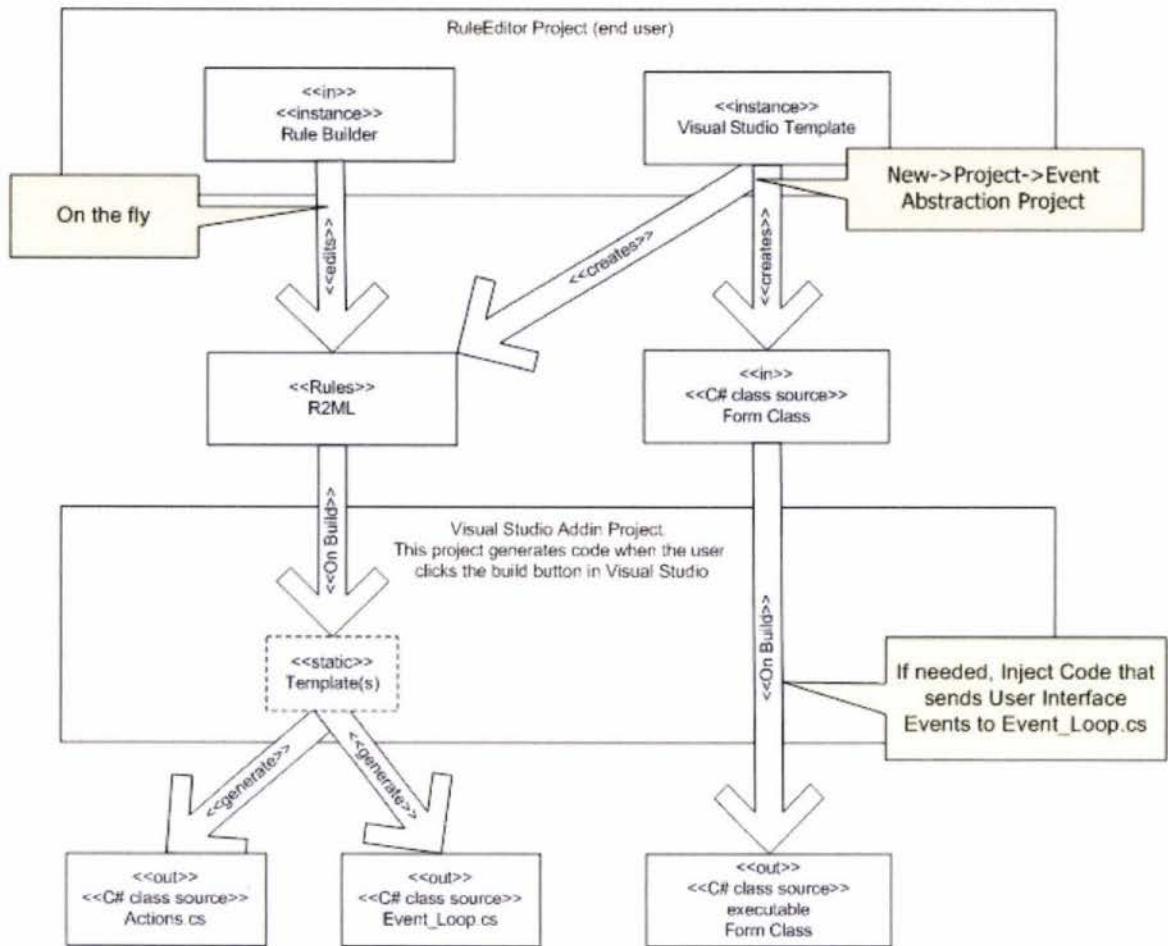 RuleEditor Project (end user)
<<in>>
<<instance>>
Rule Builder
<<instance>>
Visual Studio Template
On the fly
New->Project->Event
Abstraction Project
<<edits>>
<<creates>>
<<creates>>
<<Rules>>
R2ML
<<in>>
<<C# class source>>
Form Class
<<On Build>>
Visual Studio Addin Project.
This project generates code when the user
clicks the build button in Visual Studio
<<On Build>>
<<static>>
Template(s)
If needed, Inject Code that
sends User Interface
Events to Event_Loop.cs
<<generate>>
<<generate>>
<<out>>
<<C# class source>>
Actions.cs
<<out>>
<<C# class source>>
Event_Loop.cs
<<out>>
<<C# class source>>
executable
Form Class